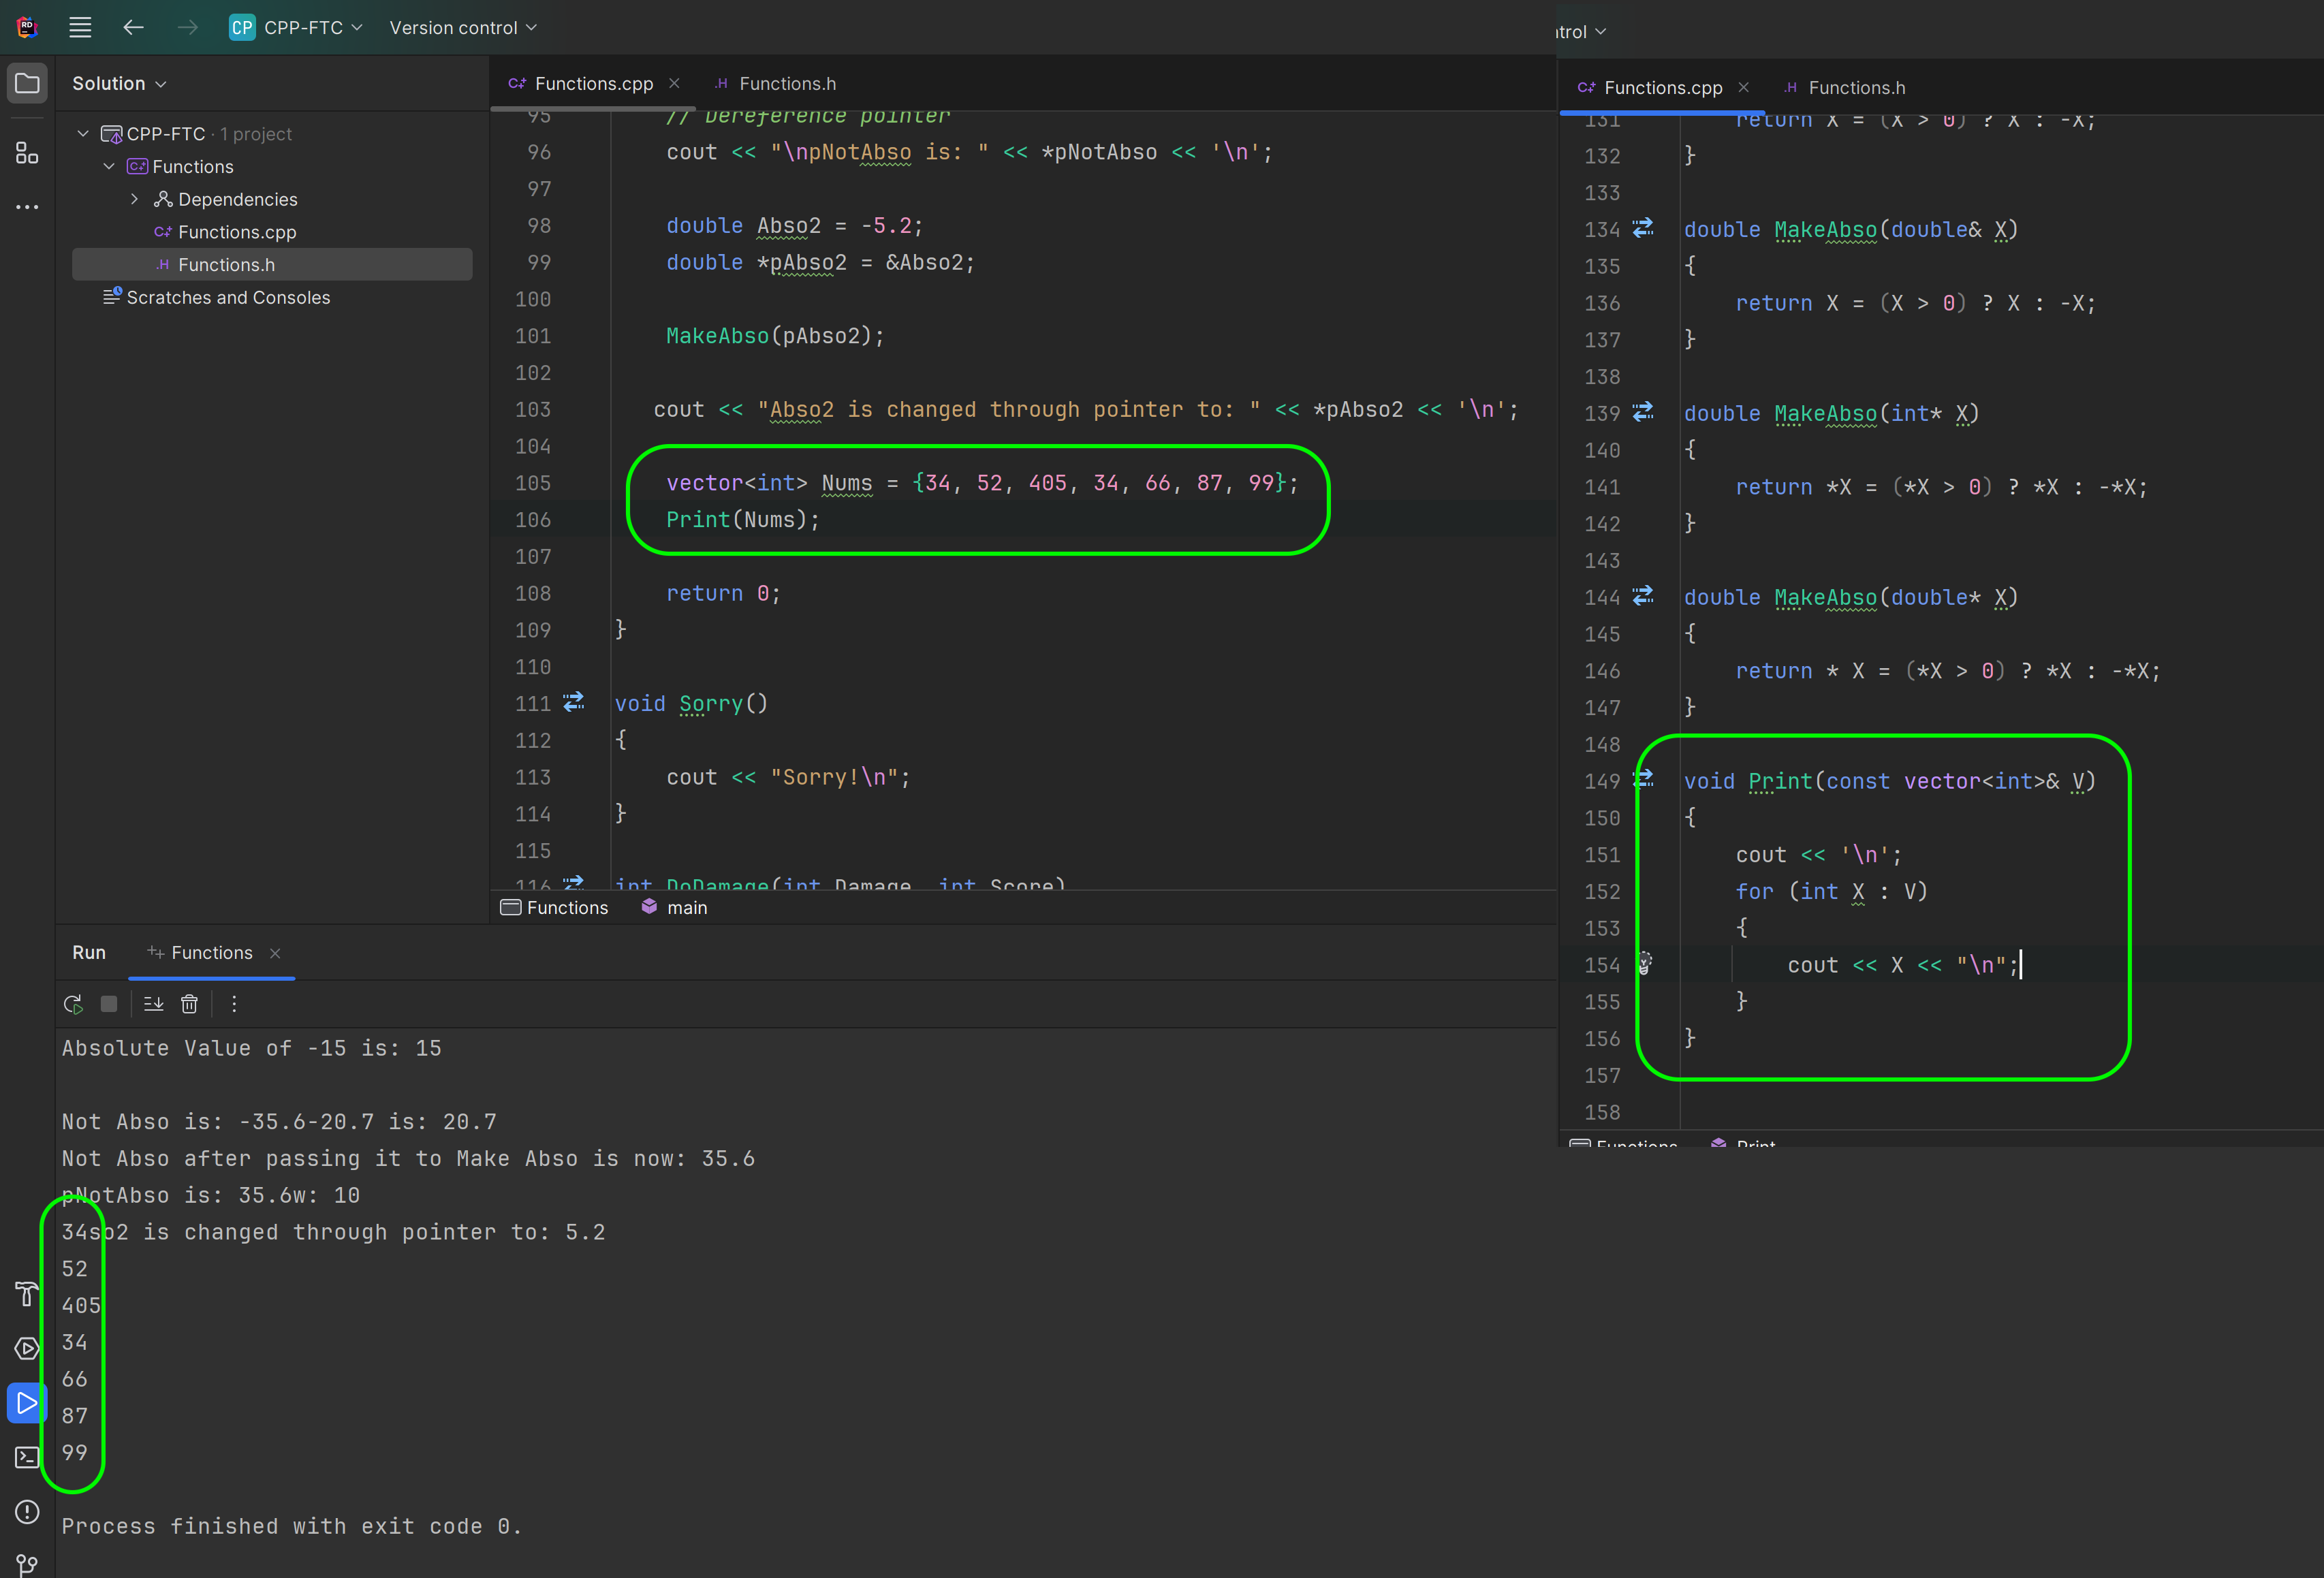 CP CPP-FTC Version control
Solution
CPP-FTC · 1 project
Functions
Dependencies
Functions.cpp
Functions.h
Scratches and Consoles
Functions.cpp Functions.h
95 // Dereference pointer
96 cout << "\npNotAbso is: " << *pNotAbso << '\n';
97
98 double Abso2 = -5.2;
99 double *pAbso2 = &Abso2;
100
101 MakeAbso(pAbso2);
102
103 cout << "Abso2 is changed through pointer to: " << *pAbso2 << '\n';
104
105 vector<int> Nums = {34, 52, 405, 34, 66, 87, 99};
106 Print(Nums);
107
108 return 0;
109 }
110
111 void Sorry()
112 {
113 cout << "Sorry!\n";
114 }
115
116 int DoDamage(int Damage, int Score)
Functions main
trol
Functions.cpp Functions.h
131 return X = (X > 0) ? X : -X;
132 }
133
134 double MakeAbso(double& X)
135 {
136 return X = (X > 0) ? X : -X;
137 }
138
139 double MakeAbso(int* X)
140 {
141 return *X = (*X > 0) ? *X : -*X;
142 }
143
144 double MakeAbso(double* X)
145 {
146 return * X = (*X > 0) ? *X : -*X;
147 }
148
149 void Print(const vector<int>& V)
150 {
151 cout << '\n';
152 for (int X : V)
153 {
154 cout << X << "\n";
155 }
156 }
157
158
Functions Print
Run Functions
Absolute Value of -15 is: 15
Not Abso is: -35.6-20.7 is: 20.7
Not Abso after passing it to Make Abso is now: 35.6
pNotAbso is: 35.6w: 10
34so2 is changed through pointer to: 5.2
52
405
34
66
87
99
Process finished with exit code 0.